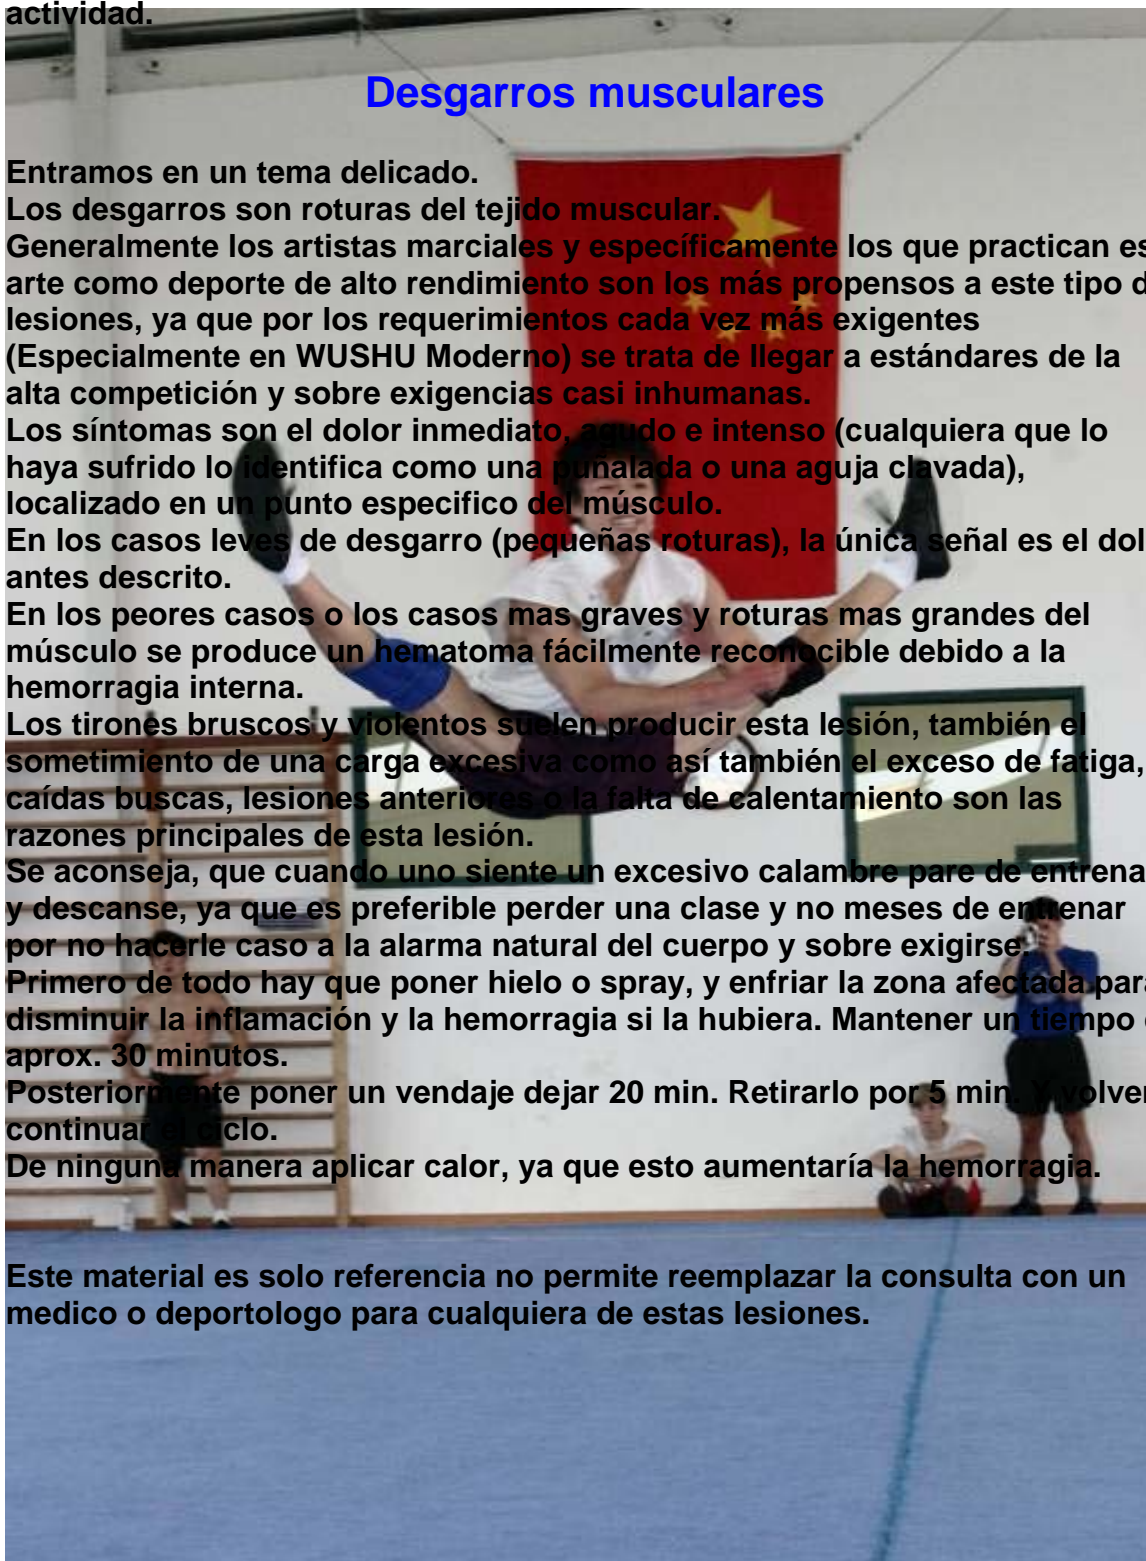 actividad.
Desgarros musculares
Entramos en un tema delicado.
Los desgarros son roturas del tejido muscular.
Generalmente los artistas marciales y específicamente los que practican es
arte como deporte de alto rendimiento son los más propensos a este tipo d
lesiones, ya que por los requerimientos cada vez más exigentes
(Especialmente en WUSHU Moderno) se trata de llegar a estándares de la
alta competición y sobre exigencias casi inhumanas.
Los síntomas son el dolor inmediato, agudo e intenso (cualquiera que lo
haya sufrido lo identifica como una puñalada o una aguja clavada),
localizado en un punto especifico del músculo.
En los casos leves de desgarro (pequeñas roturas), la única señal es el dol
antes descrito.
En los peores casos o los casos mas graves y roturas mas grandes del
músculo se produce un hematoma fácilmente reconocible debido a la
hemorragia interna.
Los tirones bruscos y violentos suelen producir esta lesión, también el
sometimiento de una carga excesiva como así también el exceso de fatiga,
caídas buscas, lesiones anteriores o la falta de calentamiento son las
razones principales de esta lesión.
Se aconseja, que cuando uno siente un excesivo calambre pare de entrena
y descanse, ya que es preferible perder una clase y no meses de entrenar
por no hacerle caso a la alarma natural del cuerpo y sobre exigirse.
Primero de todo hay que poner hielo o spray, y enfriar la zona afectada para
disminuir la inflamación y la hemorragia si la hubiera. Mantener un tiempo
aprox. 30 minutos.
Posteriormente poner un vendaje dejar 20 min. Retirarlo por 5 min. Y volver
continuar el ciclo.
De ninguna manera aplicar calor, ya que esto aumentaría la hemorragia.
Este material es solo referencia no permite reemplazar la consulta con un
medico o deportologo para cualquiera de estas lesiones.